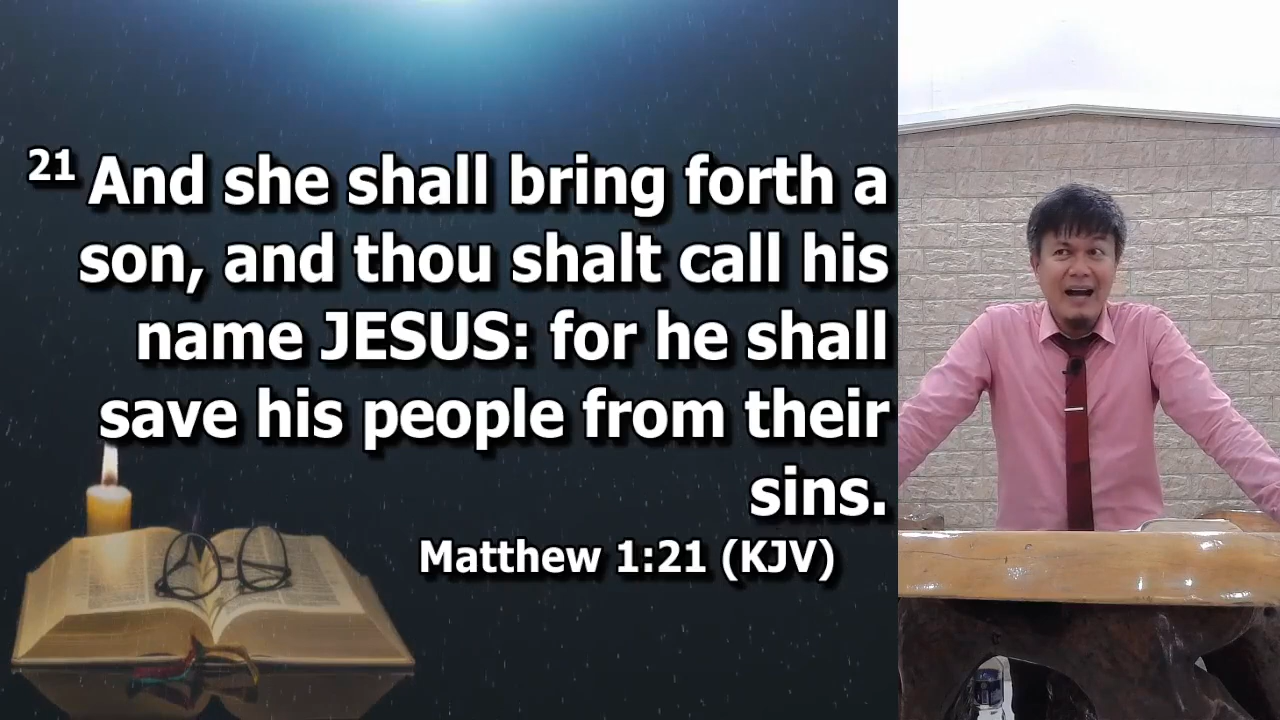 21 And she shall bring forth a
son, and thou shalt call his
name JESUS: for he shall
save his people from their
sins.
Matthew 1:21 (KJV)